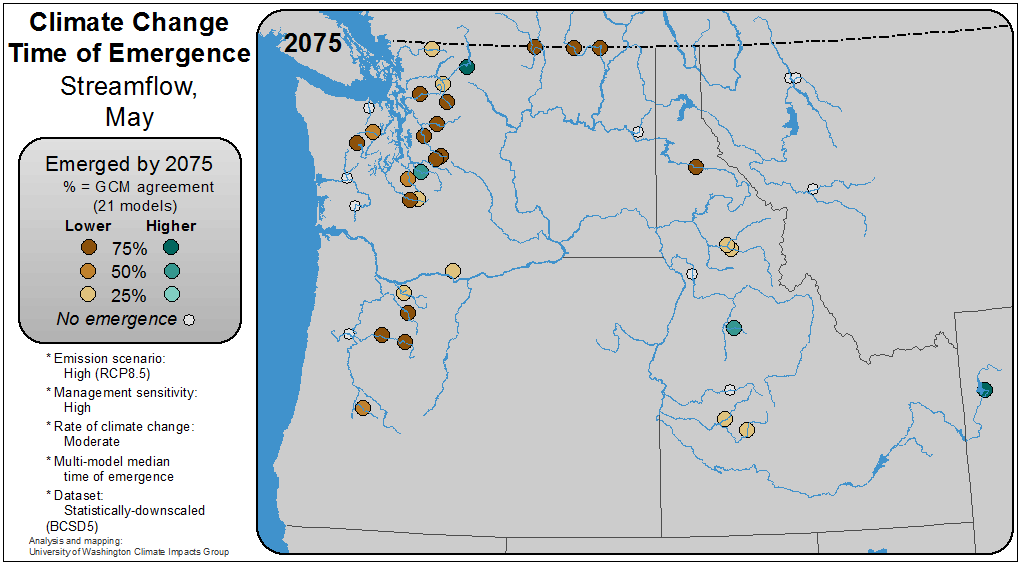 Climate Change
Time of Emergence
Streamflow,
May
2075
Emerged by 2075
% = GCM agreement
(21 models)
Lower Higher
75%
50%
25%
No emergence
* Emission scenario:
High (RCP8.5)
* Management sensitivity:
High
* Rate of climate change:
Moderate
* Multi-model median
time of emergence
* Dataset:
Statistically-downscaled
(BCSD5)
Analysis and mapping:
University of Washington Climate Impacts Group